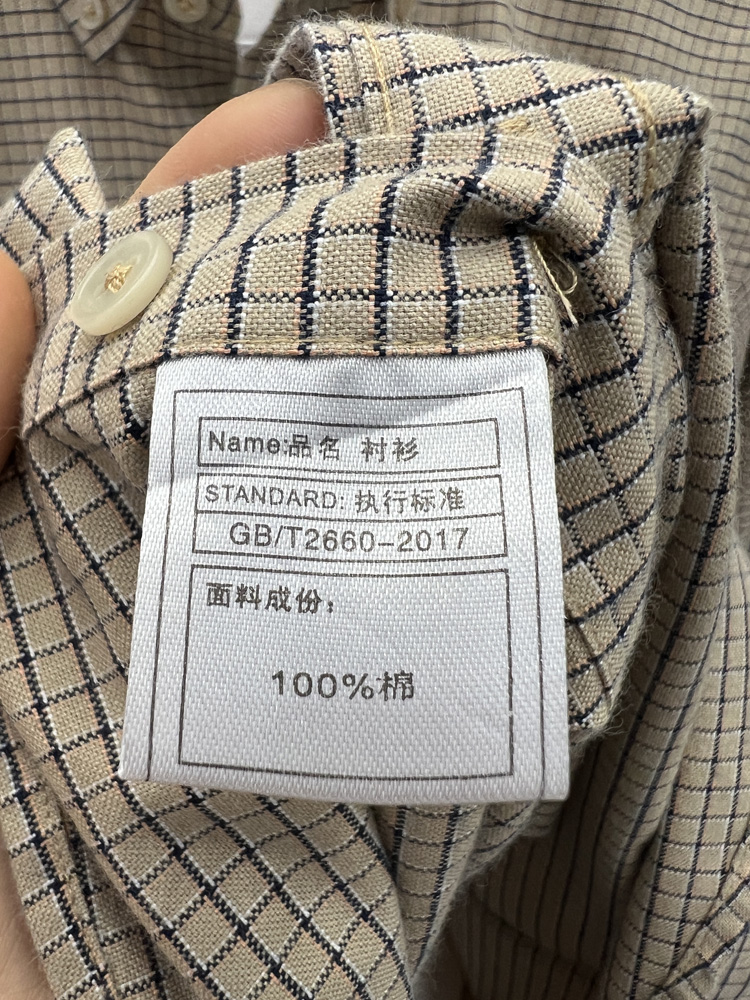 Name:品名 衬衫
STANDARD: 执行标准
GB/T2660-2017
面料成份：
100%棉